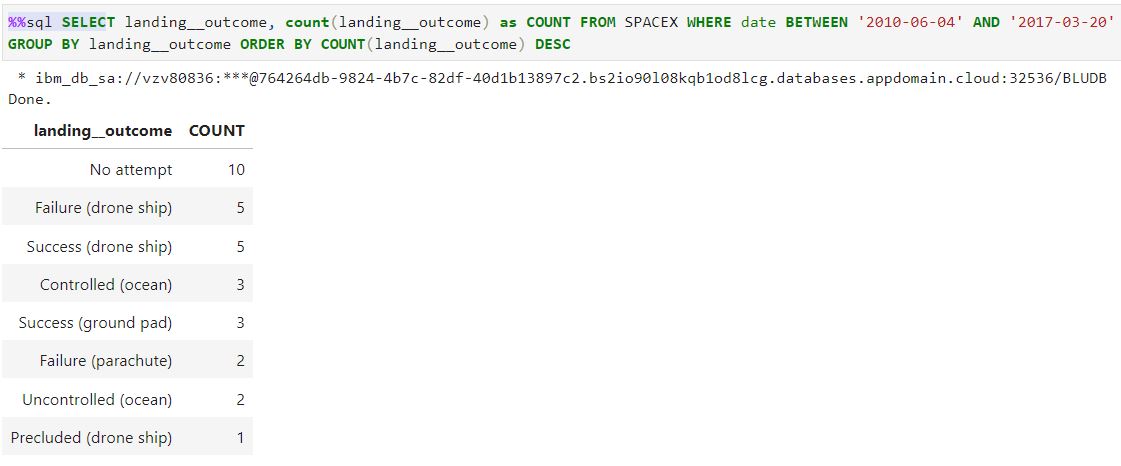 %%sql SELECT landing__outcome, count(landing__outcome) as COUNT FROM SPACEX WHERE date BETWEEN '2010-06-04' AND '2017-03-20'
GROUP BY landing__outcome ORDER BY COUNT(landing__outcome) DESC
* ibm_db_sa://vzv80836:***@764264db-9824-4b7c-82df-40d1b13897c2.bs2io90l08kqb1od8lcg.databases.appdomain.cloud:32536/BLUDB
Done.
landing__outcome COUNT
No attempt 10
Failure (drone ship) 5
Success (drone ship) 5
Controlled (ocean) 3
Success (ground pad) 3
Failure (parachute) 2
Uncontrolled (ocean) 2
Precluded (drone ship) 1